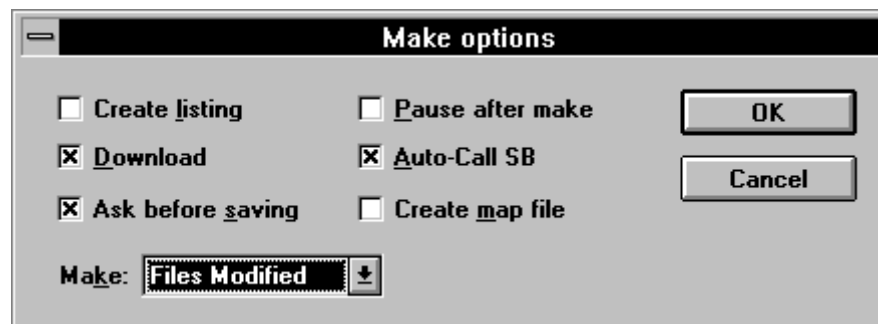 Make options
Create listing
Pause after make
OK
Download
Auto-Call SB
Cancel
Ask before saving
Create map file
Make: Files Modified